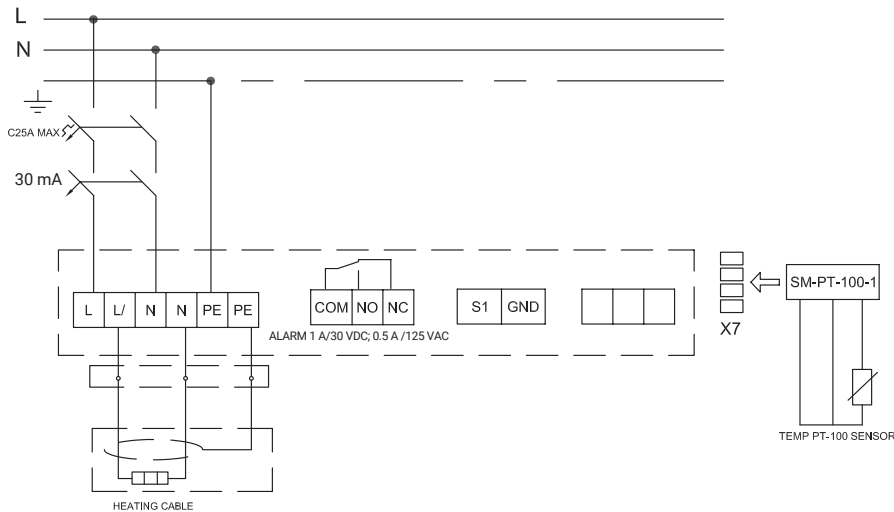 L
N
C25A MAX
30 mA
L L/ N N PE PE
COM NO NC
S1 GND
SM-PT-100-1
X7
ALARM 1 A/30 VDC; 0.5 A /125 VAC
TEMP PT-100 SENSOR
HEATING CABLE